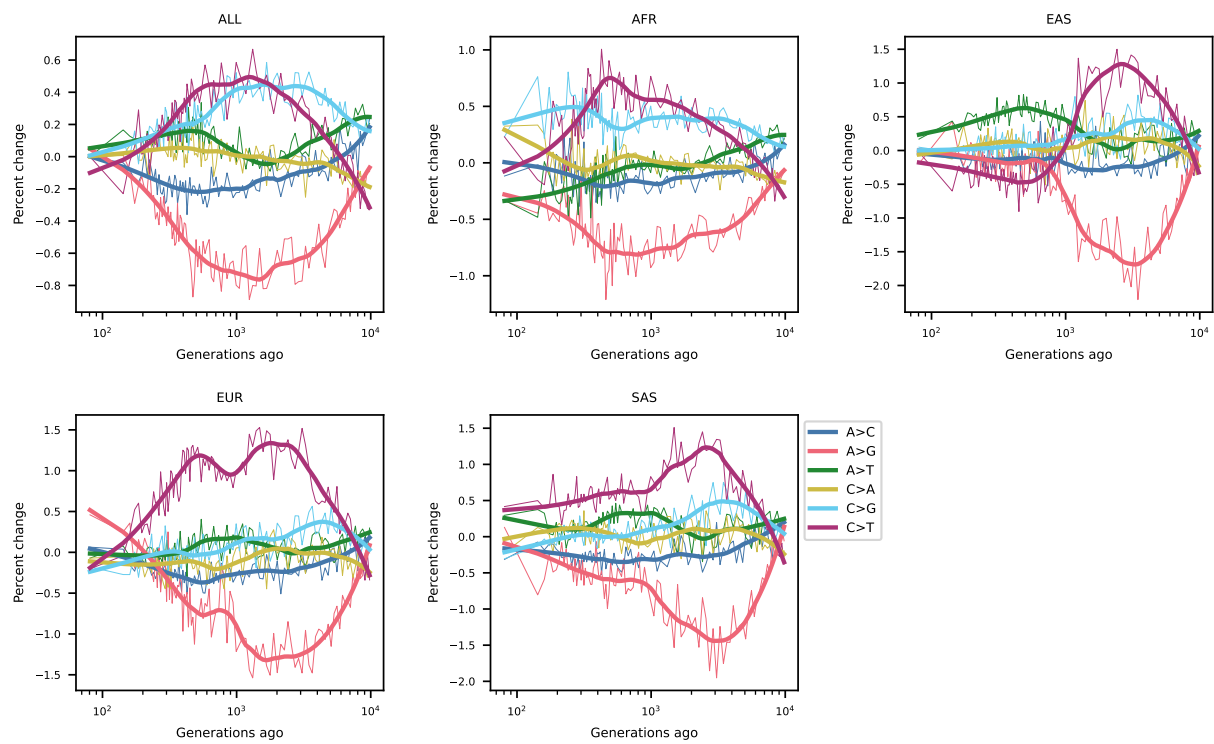 ALL
AFR
EAS
Percent change
0.6
0.4
0.2
0.0
−0.2
−0.4
−0.6
−0.8
10²
10³
10⁴
Generations ago
Percent change
1.0
0.5
0.0
−0.5
−1.0
10²
10³
10⁴
Generations ago
Percent change
1.5
1.0
0.5
0.0
−0.5
−1.0
−1.5
−2.0
10²
10³
10⁴
Generations ago
EUR
SAS
Percent change
1.5
1.0
0.5
0.0
−0.5
−1.0
−1.5
10²
10³
10⁴
Generations ago
Percent change
1.5
1.0
0.5
0.0
−0.5
−1.0
−1.5
−2.0
10²
10³
10⁴
Generations ago
A>C
A>G
A>T
C>A
C>G
C>T